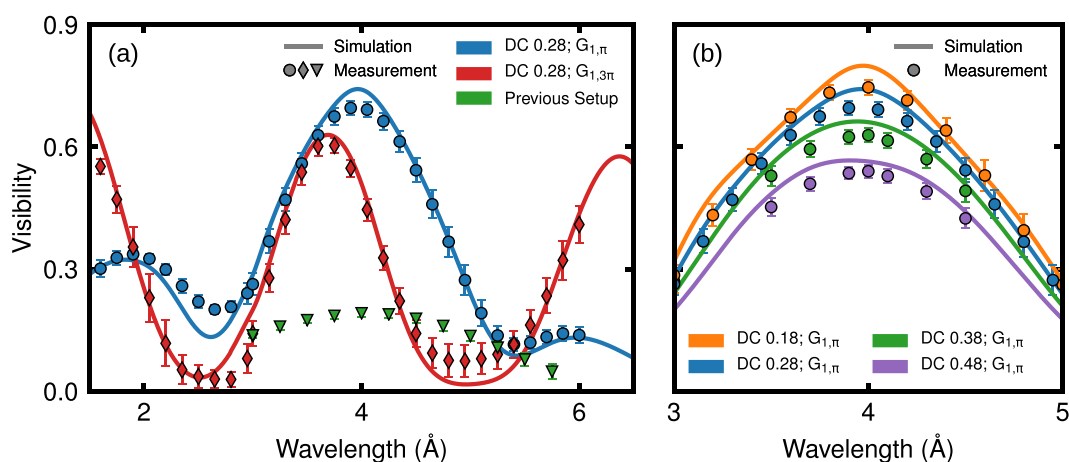 0.9
0.6
0.3
0.0
Visibility
(a)
Simulation
Measurement
DC 0.28; G1,π
DC 0.28; G1,3π
Previous Setup
2
4
6
Wavelength (Å)
(b)
Simulation
Measurement
DC 0.18; G1,π
DC 0.28; G1,π
DC 0.38; G1,π
DC 0.48; G1,π
3
4
5
Wavelength (Å)